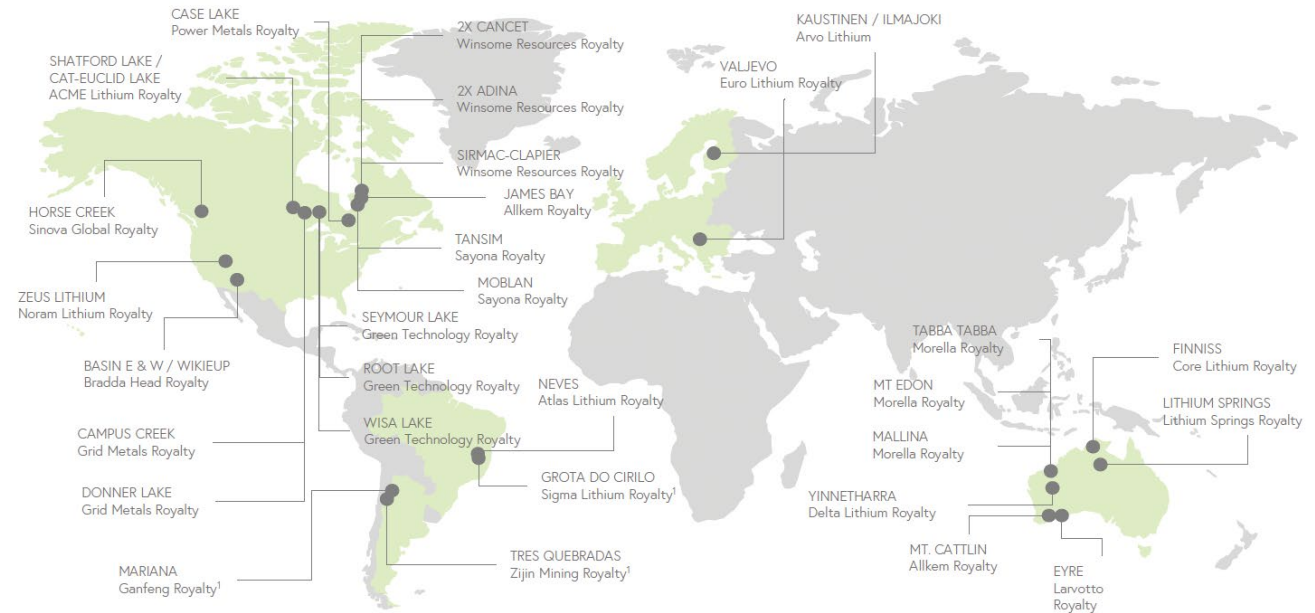 CASE LAKE
Power Metals Royalty
SHATFORD LAKE /
CAT-EUCLID LAKE
ACME Lithium Royalty
2X CANCET
Winsome Resources Royalty
2X ADINA
Winsome Resources Royalty
SIRMAC-CLAPIER
Winsome Resources Royalty
JAMES BAY
Allkem Royalty
TANSIM
Sayona Royalty
MOBLAN
Sayona Royalty
HORSE CREEK
Sinova Global Royalty
ZEUS LITHIUM
Noram Lithium Royalty
BASIN E & W / WIKIEUP
Bradda Head Royalty
CAMPUS CREEK
Grid Metals Royalty
DONNER LAKE
Grid Metals Royalty
MARIANA
Ganfeng Royalty¹
SEYMOUR LAKE
Green Technology Royalty
ROOT LAKE
Green Technology Royalty
WISA LAKE
Green Technology Royalty
NEVES
Atlas Lithium Royalty
GROTA DO CIRILO
Sigma Lithium Royalty¹
TRES QUEBRADAS
Zijin Mining Royalty¹
KAUSTINEN / ILMAJOKI
Arvo Lithium
VALJEVO
Euro Lithium Royalty
TABBA TABBA
Morella Royalty
MT EDON
Morella Royalty
MALLINA
Morella Royalty
YINNETHARRA
Delta Lithium Royalty
MT. CATTLIN
Allkem Royalty
EYRE
Larvotto
Royalty
FINNISS
Core Lithium Royalty
LITHIUM SPRINGS
Lithium Springs Royalty